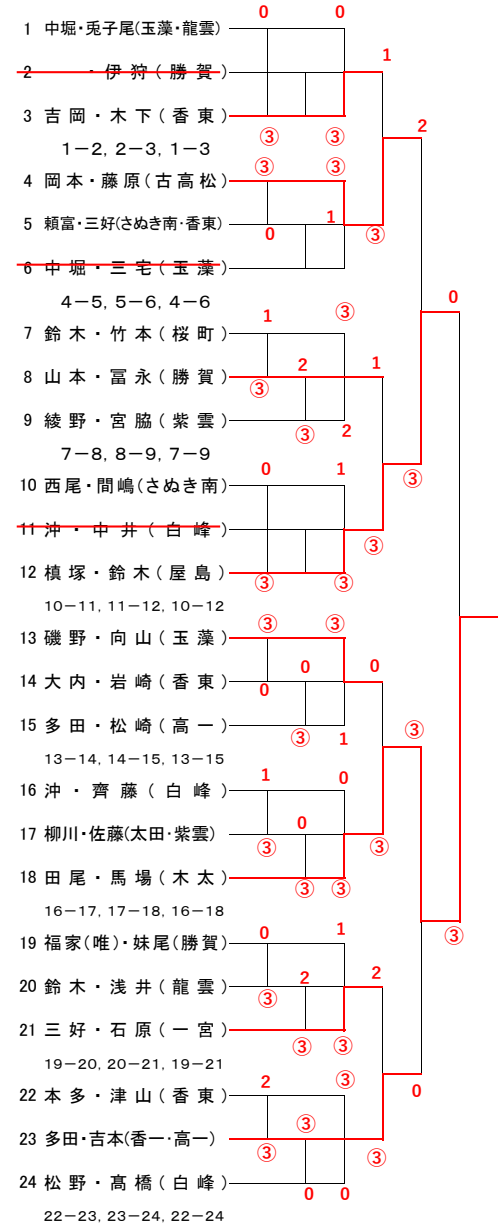 0 0
1 中堀・兎子尾(玉藻・龍雲)
1
2 ・伊狩(勝賀)
3 吉岡・木下(香東)
2
③ ③
1－2, 2－3, 1－3
③ ③
4 岡本・藤原(古高松)
1
5 頼富・三好(さぬき南・香東)
0 ③
6 中堀・三宅(玉藻)
4－5, 5－6, 4－6
0
1 ③
7 鈴木・竹本(桜町)
2 1
8 山本・冨永(勝賀)
③
9 綾野・宮脇(紫雲)
③ 2
7－8, 8－9, 7－9
0 1
③
10 西尾・間嶋(さぬき南)
11 沖・中井(白峰)
③
12 槙塚・鈴木(屋島)
③ ③
10－11, 11－12, 10－12
③ ③
13 磯野・向山(玉藻)
0 0
14 大内・岩崎(香東)
0
15 多田・松崎(高一)
③
③ 1
13－14, 14－15, 13－15
1 0
16 沖・齊藤(白峰)
0
17 柳川・佐藤(太田・紫雲)
③ ③
18 田尾・馬場(木太)
③ ③
16－17, 17－18, 16－18
0 1
③
19 福家(唯)・妹尾(勝賀)
2 2
20 鈴木・浅井(龍雲)
③
21 三好・石原(一宮)
③ ③
19－20, 20－21, 19－21
2 ③
0
22 本多・津山(香東)
③
23 多田・吉本(香一・高一)
③ ③
24 松野・髙橋(白峰)
0 0
22－23, 23－24, 22－24